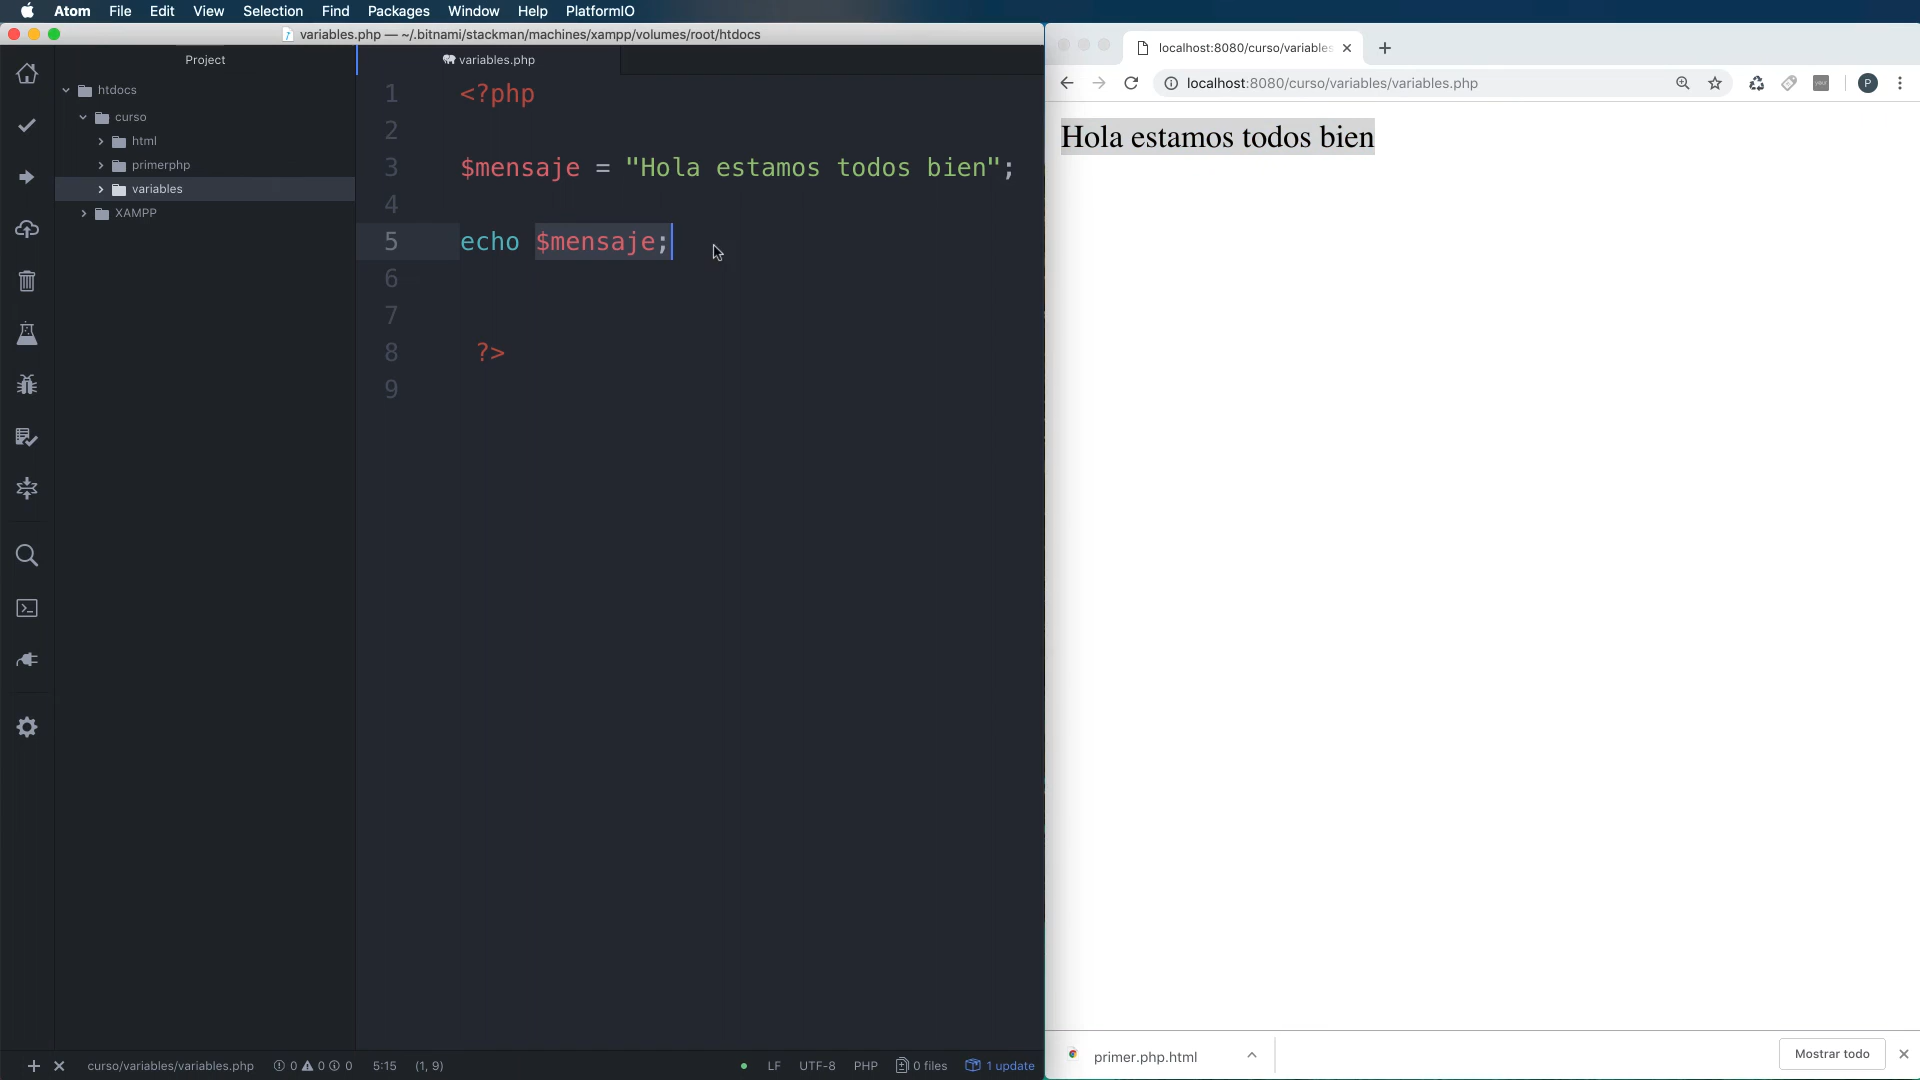 Atom File Edit View Selection Find Packages Window Help PlatformIO
variables.php — ~/.bitnami/stackman/machines/xampp/volumes/root/htdocs
Project
htdocs
curso
html
primerphp
variables
XAMPP
variables.php
1 <?php
2
3 $mensaje = "Hola estamos todos bien";
4
5 echo $mensaje;
6
7
8 ?>
9
curso/variables/variables.php 0 0 0 5:15 (1, 9) LF UTF-8 PHP 0 files 1 update
localhost:8080/curso/variables
localhost:8080/curso/variables/variables.php
P
Hola estamos todos bien
primer.php.html
Mostrar todo